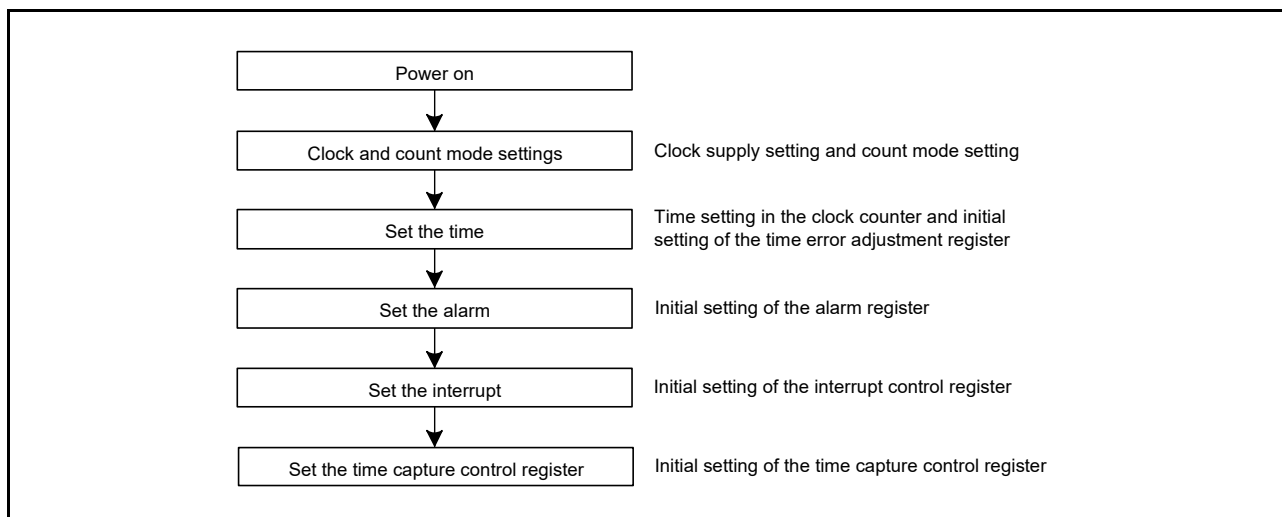 Power on
Clock and count mode settings
Clock supply setting and count mode setting
Set the time
Time setting in the clock counter and initial
setting of the time error adjustment register
Set the alarm
Initial setting of the alarm register
Set the interrupt
Initial setting of the interrupt control register
Set the time capture control register
Initial setting of the time capture control register